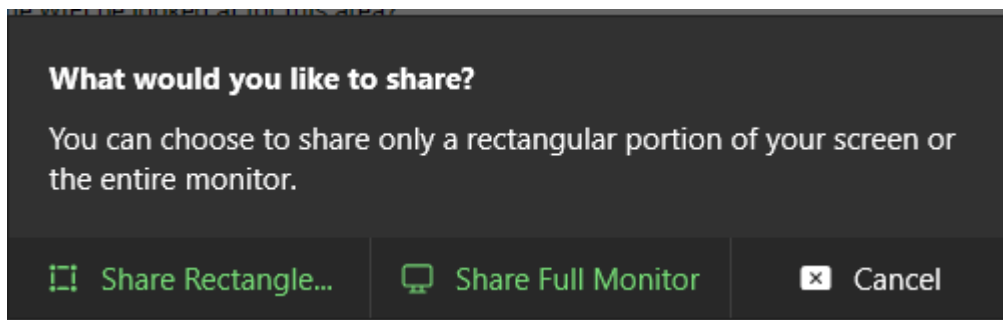 What would you like to share?
You can choose to share only a rectangular portion of your screen or
the entire monitor.
Share Rectangle...
Share Full Monitor
Cancel